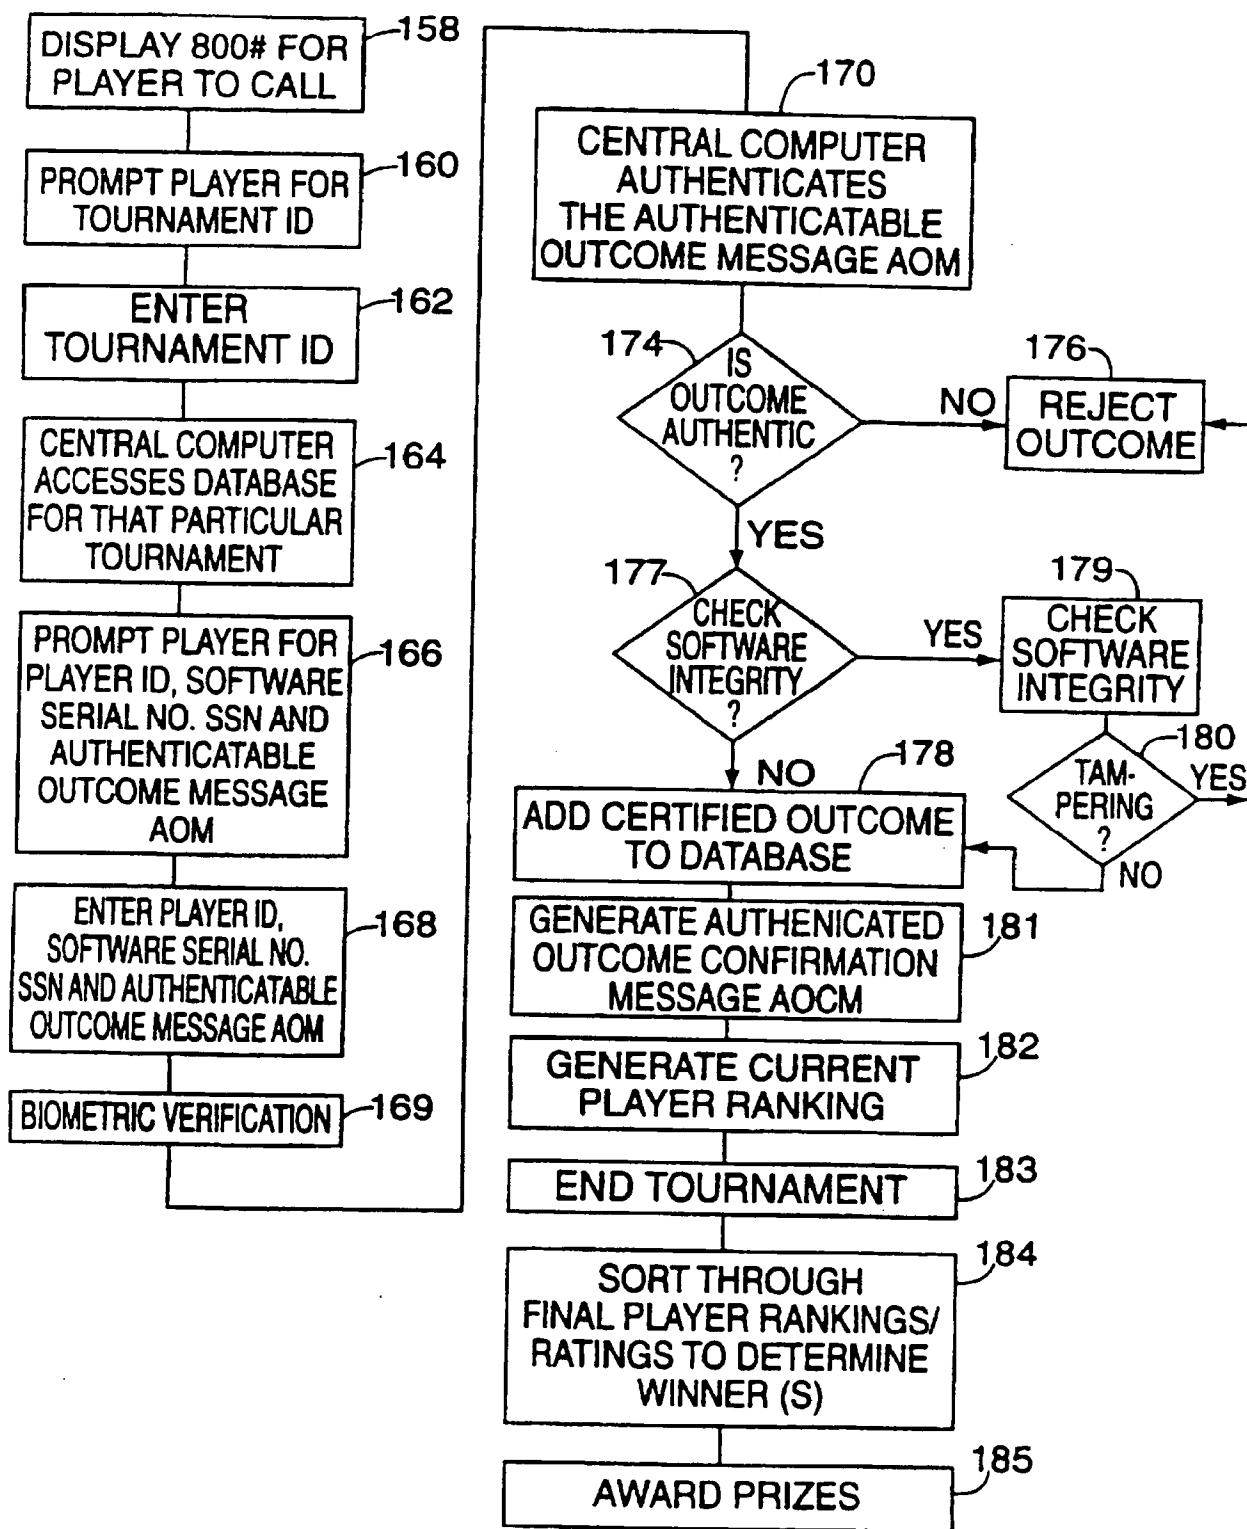 DISPLAY 800# FOR
PLAYER TO CALL
158
PROMPT PLAYER FOR
TOURNAMENT ID
160
ENTER
TOURNAMENT ID
162
CENTRAL COMPUTER
ACCESSES DATABASE
FOR THAT PARTICULAR
TOURNAMENT
164
PROMPT PLAYER FOR
PLAYER ID, SOFTWARE
SERIAL NO. SSN AND
AUTHENTICATABLE
OUTCOME MESSAGE
AOM
166
ENTER PLAYER ID,
SOFTWARE SERIAL NO.
SSN AND AUTHENTICATABLE
OUTCOME MESSAGE AOM
168
BIOMETRIC VERIFICATION
169
170
CENTRAL COMPUTER
AUTHENTICATES
THE AUTHENTICATABLE
OUTCOME MESSAGE AOM
174
IS
OUTCOME
AUTHENTIC
?
NO
176
REJECT
OUTCOME
YES
177
CHECK
SOFTWARE
INTEGRITY
?
YES
179
CHECK
SOFTWARE
INTEGRITY
180
TAM-
PERING
?
YES
NO
NO
178
ADD CERTIFIED OUTCOME
TO DATABASE
GENERATE AUTHENICATED
OUTCOME CONFIRMATION
MESSAGE AOCM
181
GENERATE CURRENT
PLAYER RANKING
182
END TOURNAMENT
183
SORT THROUGH
FINAL PLAYER RANKINGS/
RATINGS TO DETERMINE
WINNER (S)
184
AWARD PRIZES
185